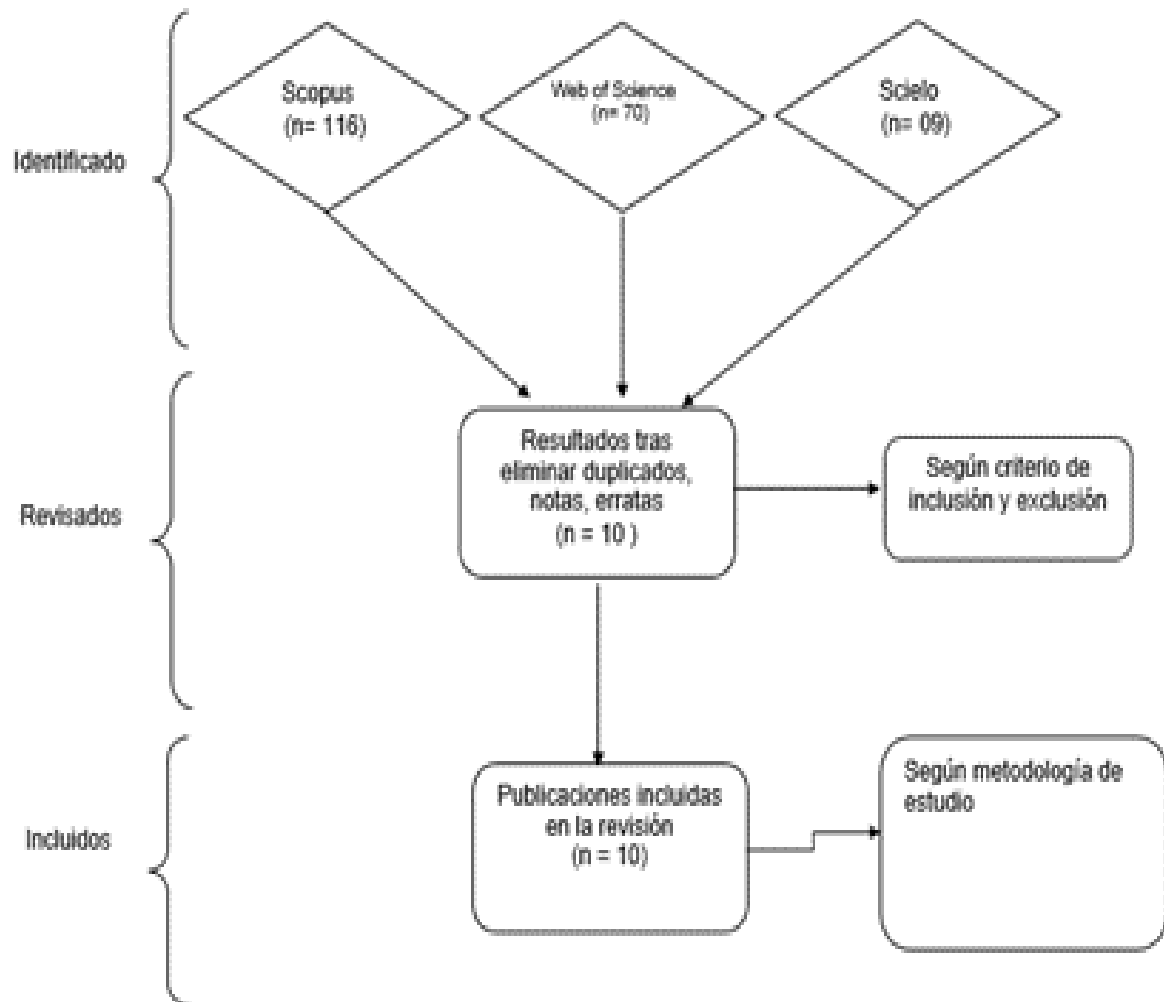 Scopus
(n= 116)
Web of Science
(n= 70)
Scielo
(n= 09)
Identificado
Resultados tras
eliminar duplicados,
notas, erratas
(n = 10 )
Según criterio de
inclusión y exclusión
Revisados
Publicaciones incluidas
en la revisión
(n = 10)
Según metodología de
estudio
Incluidos